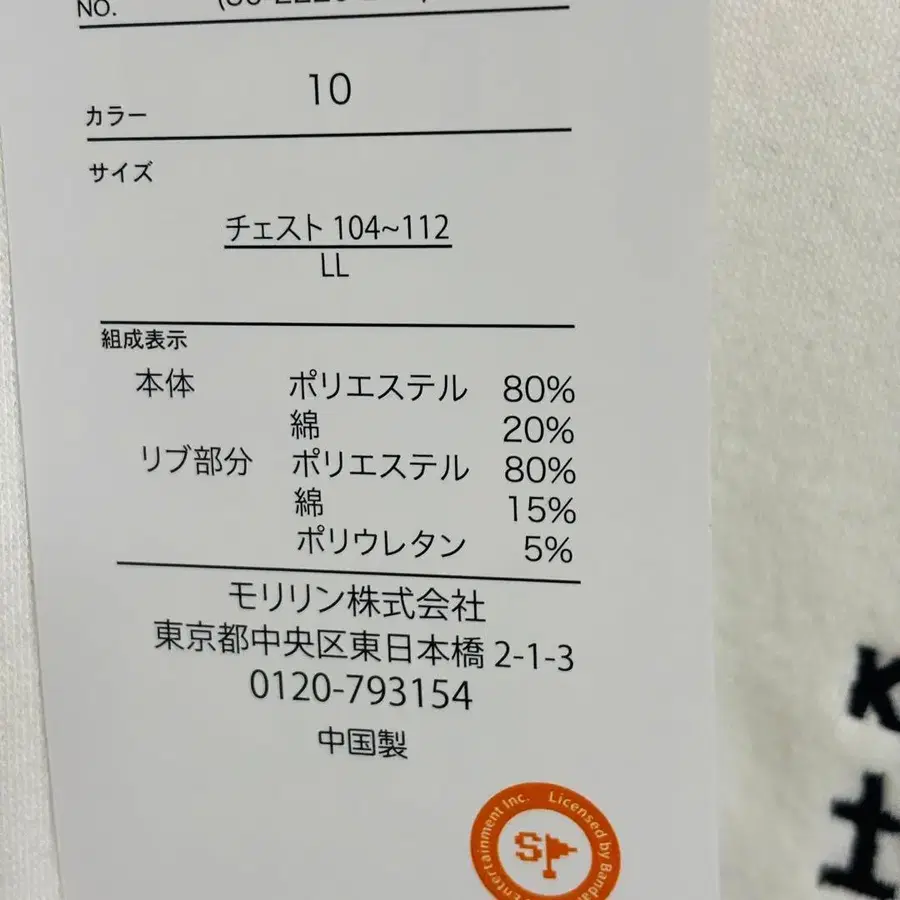 NO.
カラー 10
サイズ
チェスト 104~112
LL
組成表示
本体 ポリエステル 80%
綿 20%
リブ部分 ポリエステル 80%
綿 15%
ポリウレタン 5%
モリリン株式会社
東京都中央区東日本橋 2-1-3
0120-793154
中国製
Licensed by
Entertainment Inc.
SP
K